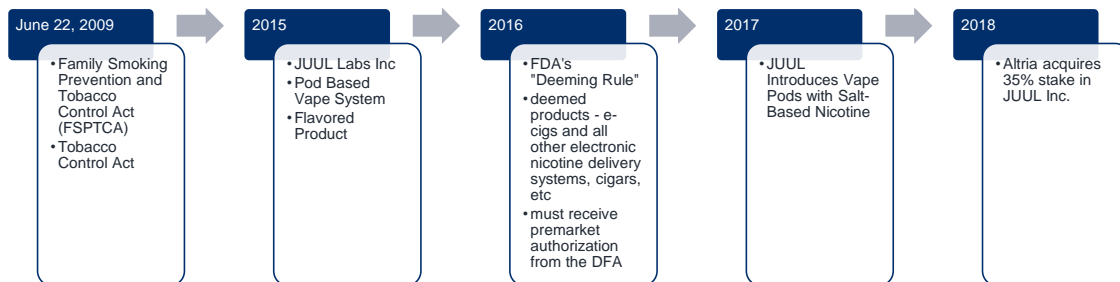 June 22, 2009
•Family Smoking
Prevention and
Tobacco
Control Act
(FSPTCA)
•Tobacco
Control Act
2015
•JUUL Labs Inc
•Pod Based
Vape System
•Flavored
Product
2016
•FDA's
"Deeming Rule"
•deemed
products - e-
cigs and all
other electronic
nicotine delivery
systems, cigars,
etc
•must receive
premarket
authorization
from the DFA
2017
•JUUL
Introduces Vape
Pods with Salt-
Based Nicotine
2018
•Altria acquires
35% stake in
JUUL Inc.